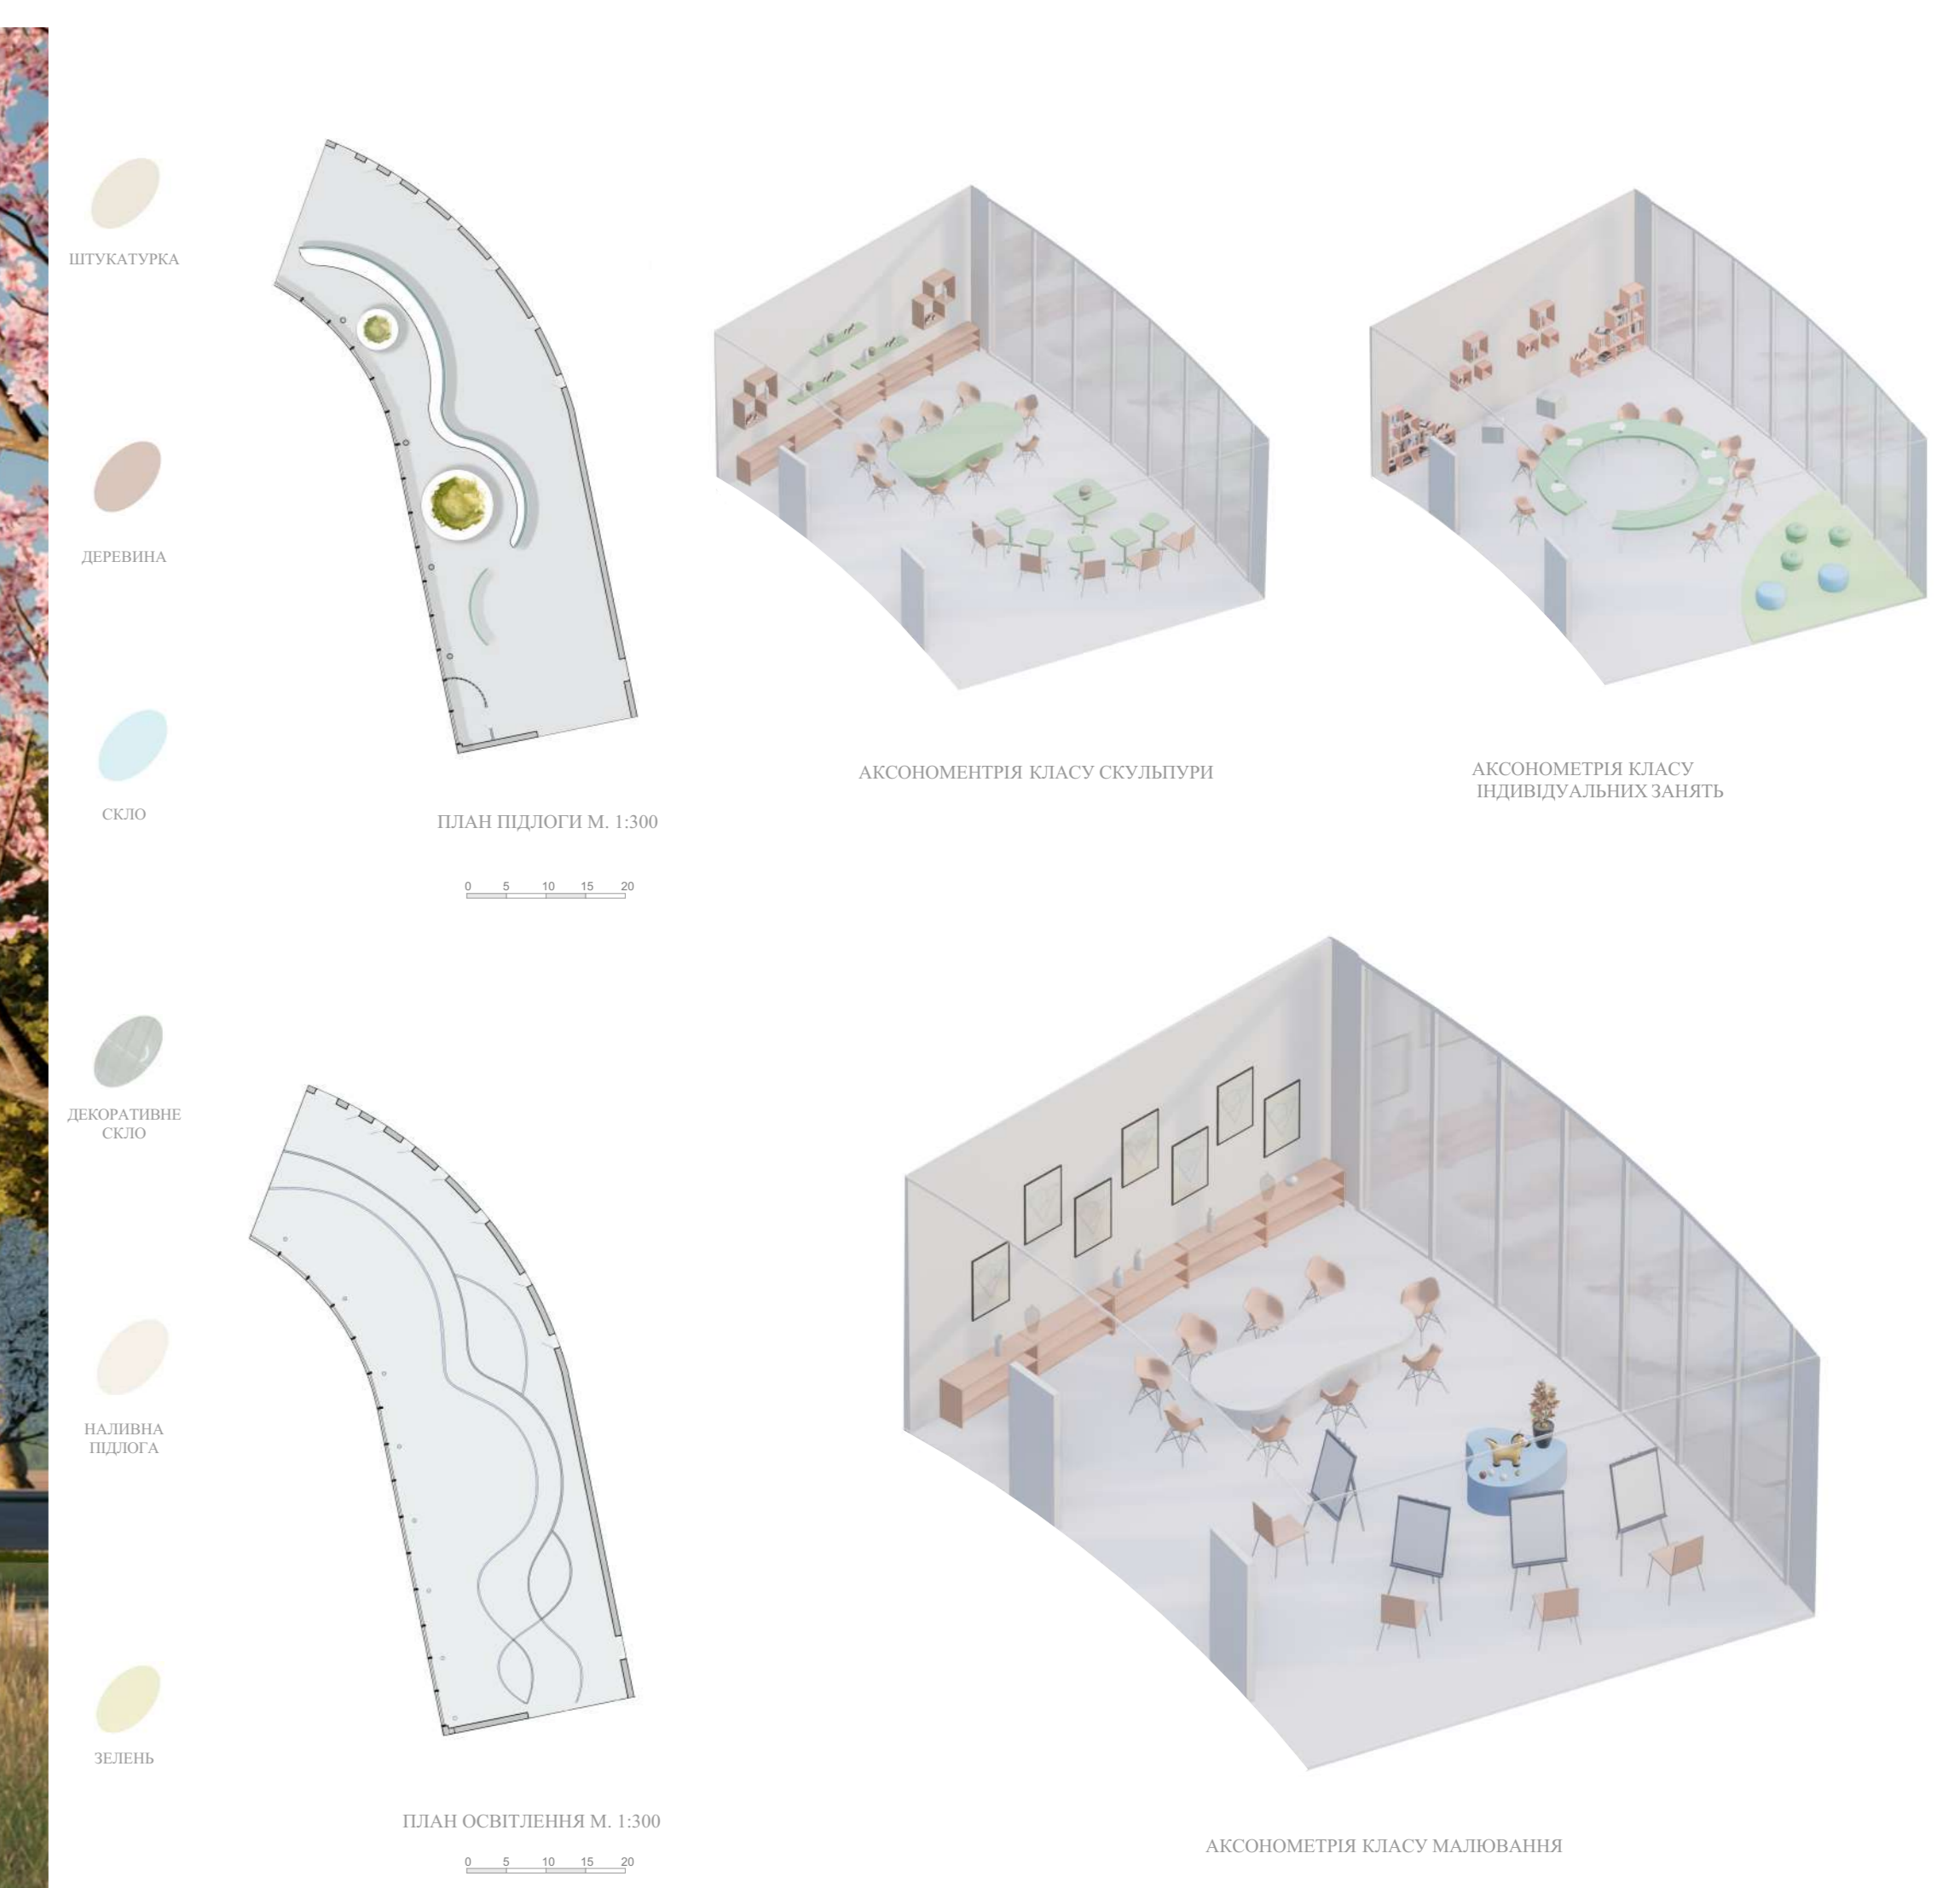 ШТУКАТУРКА
ДЕРЕВИНА
СКЛО
ДЕКОРАТИВНЕ
СКЛО
НАЛИВНА
ПІДЛОГА
ЗЕЛЕНЬ
ПЛАН ПІДЛОГИ М. 1:300
0 5 10 15 20
АКСОНОМЕНТРІЯ КЛАСУ СКУЛЬПУРИ
АКСОНОМЕТРІЯ КЛАСУ
ІНДИВІДУАЛЬНИХ ЗАНЯТЬ
ПЛАН ОСВІТЛЕННЯ М. 1:300
0 5 10 15 20
АКСОНОМЕТРІЯ КЛАСУ МАЛЮВАННЯ